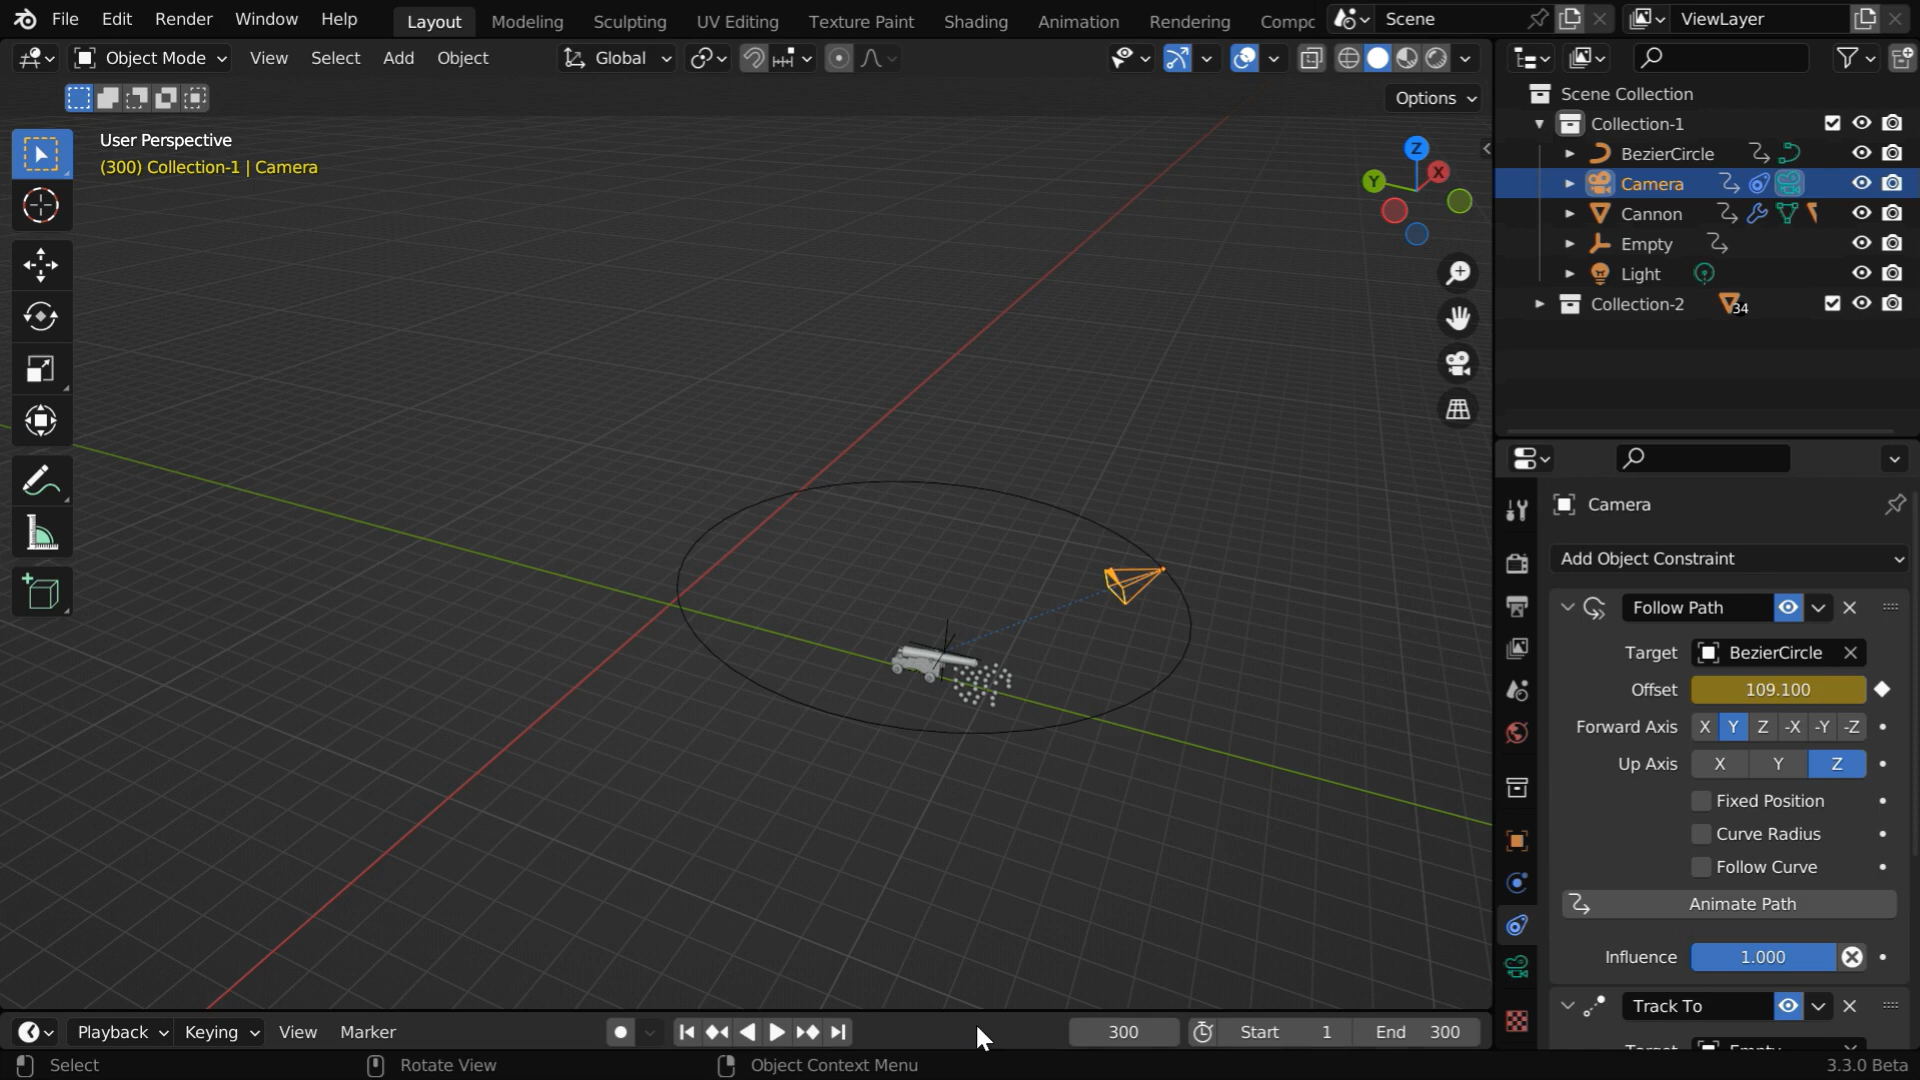 File Edit Render Window Help Layout Modeling Sculpting UV Editing Texture Paint Shading Animation Rendering Compo Scene ViewLayer
Object Mode View Select Add Object Global
Options
User Perspective
(300) Collection-1 | Camera
Z
X
Y
Scene Collection
Collection-1
BezierCircle
Camera
Cannon
Empty
Light
Collection-2 34
Camera
Add Object Constraint
Follow Path
Target BezierCircle
Offset 109.100
Forward Axis X Y Z -X -Y -Z
Up Axis X Y Z
Fixed Position
Curve Radius
Follow Curve
Animate Path
Influence 1.000
Track To
Target Empty
Playback Keying View Marker 300 Start 1 End 300
Select Rotate View Object Context Menu 3.3.0 Beta